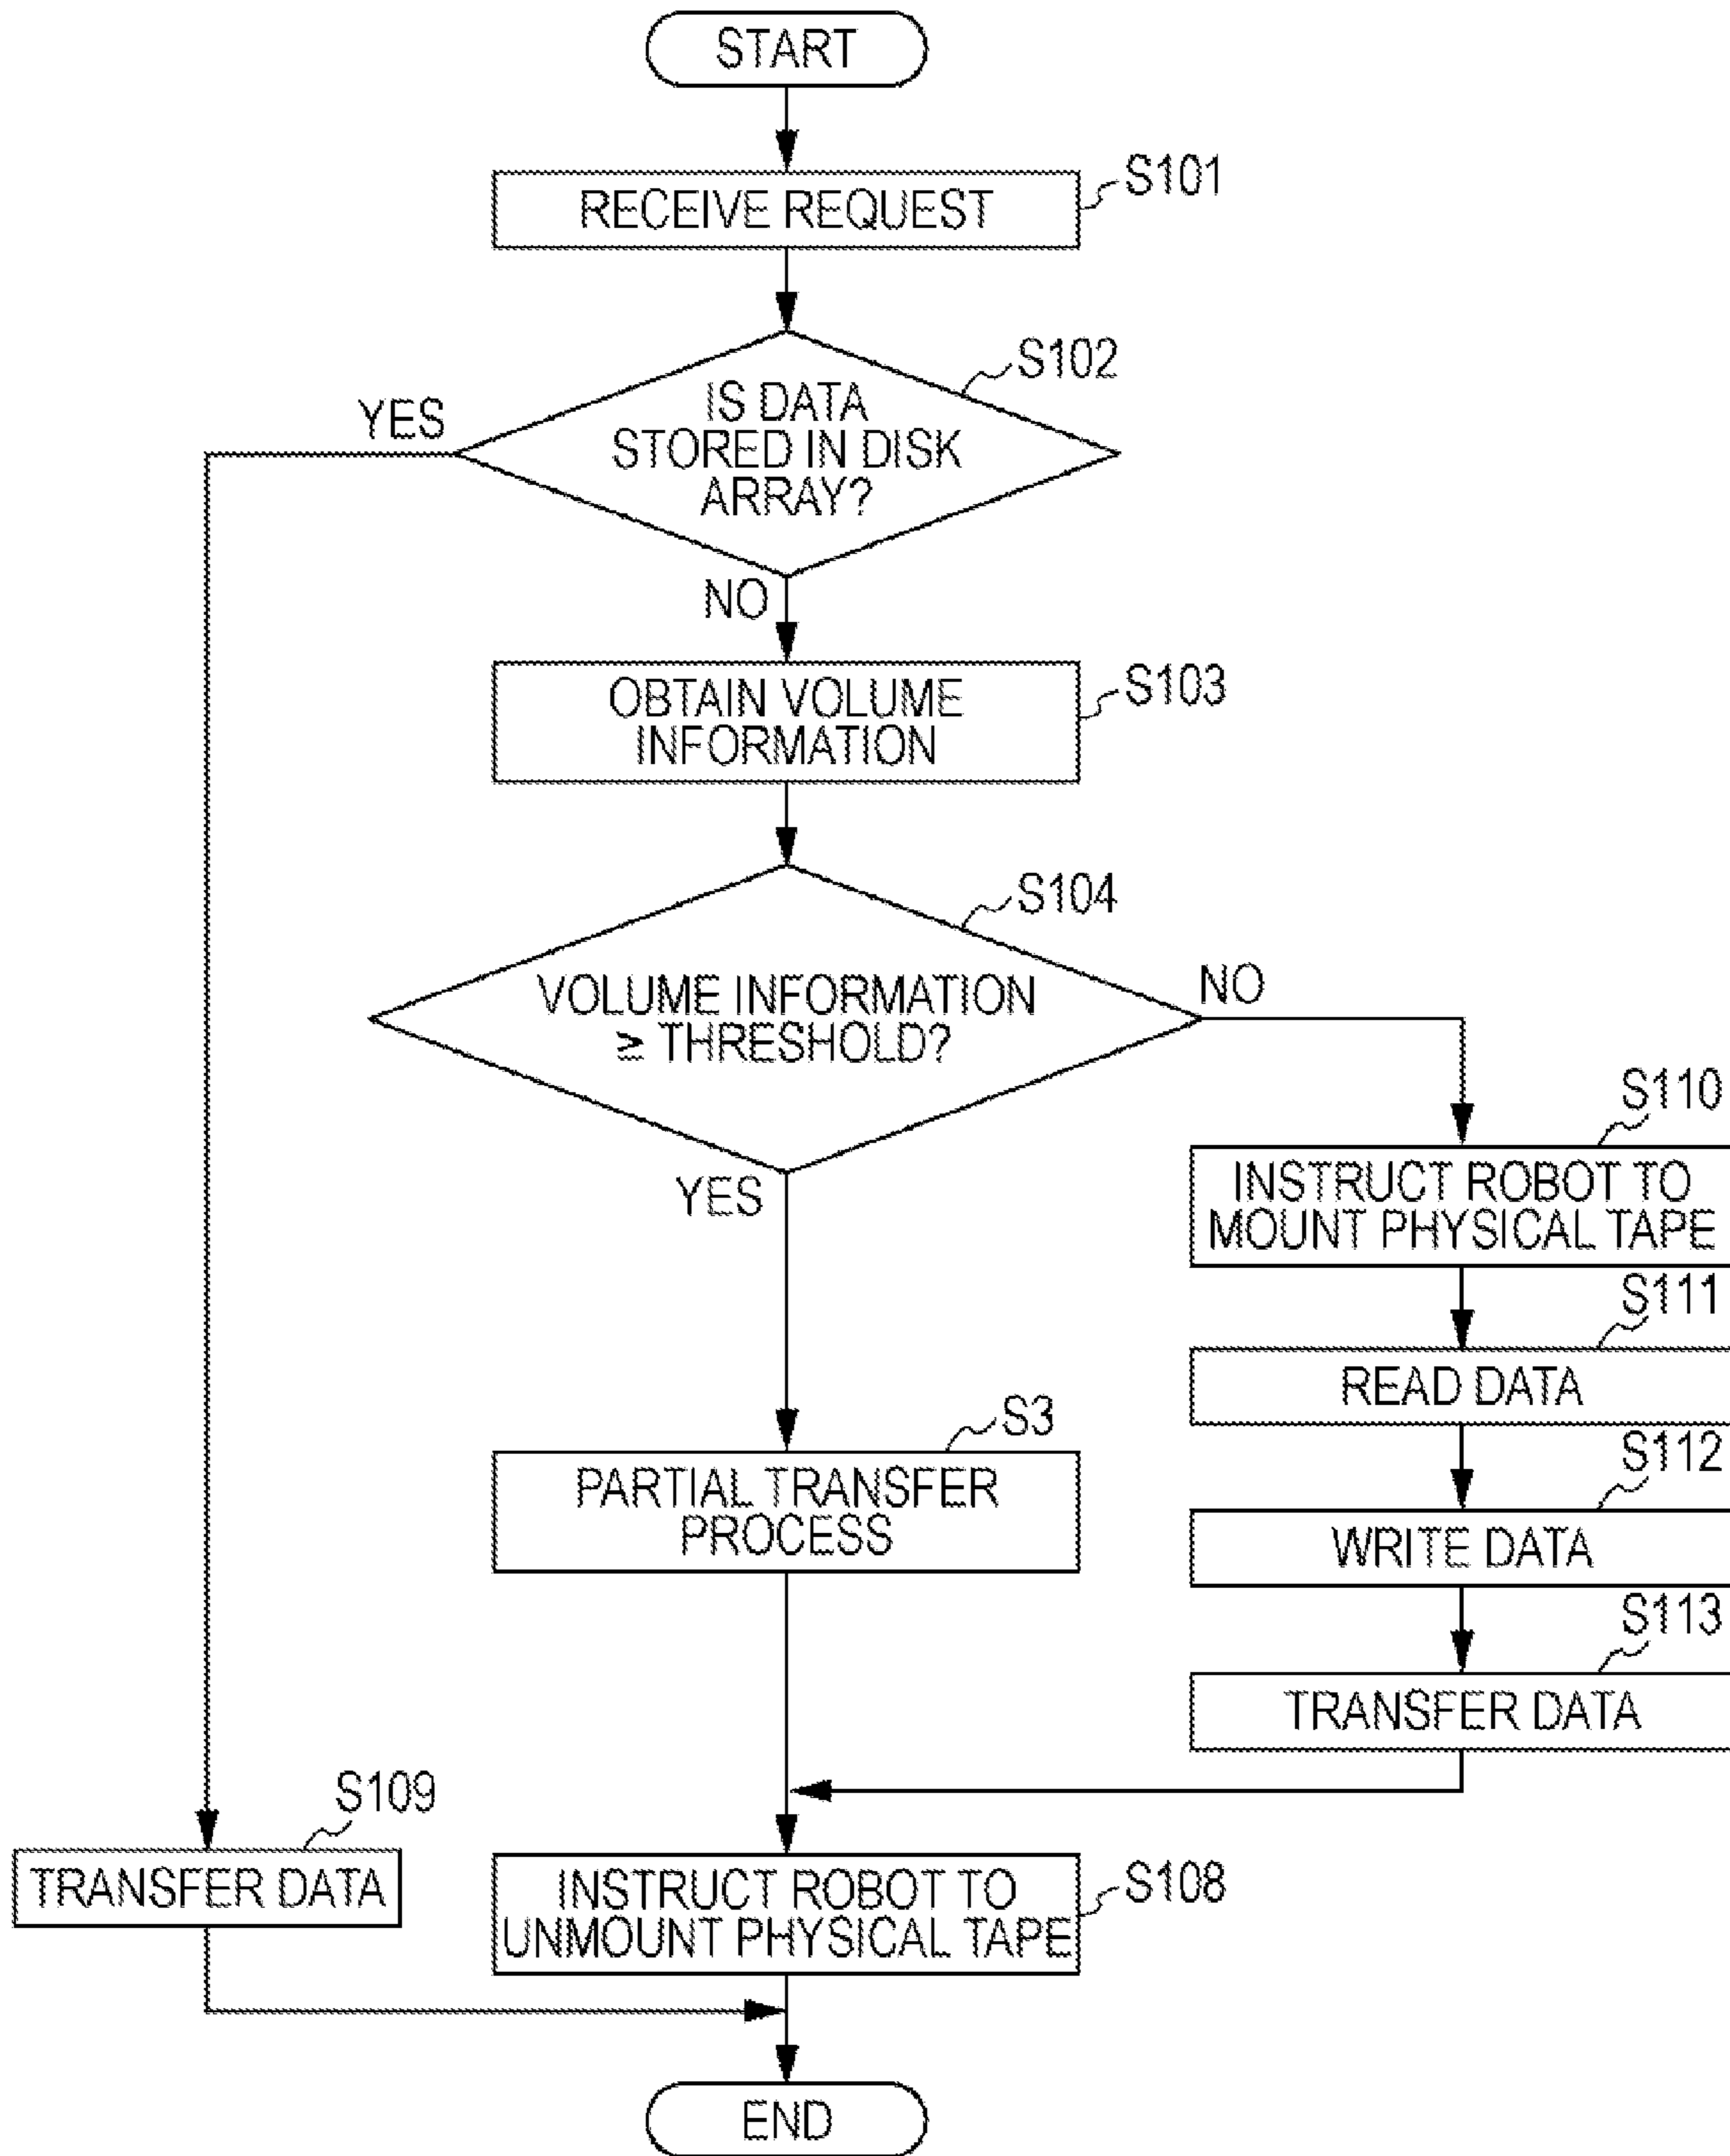 START
RECEIVE REQUEST
S101
S102
IS DATA
STORED IN DISK
ARRAY?
YES
NO
OBTAIN VOLUME
INFORMATION
S103
S104
VOLUME INFORMATION
≥ THRESHOLD?
NO
YES
S110
INSTRUCT ROBOT TO
MOUNT PHYSICAL TAPE
S111
READ DATA
S3
PARTIAL TRANSFER
PROCESS
S112
WRITE DATA
S113
TRANSFER DATA
S109
TRANSFER DATA
INSTRUCT ROBOT TO
UNMOUNT PHYSICAL TAPE
S108
END